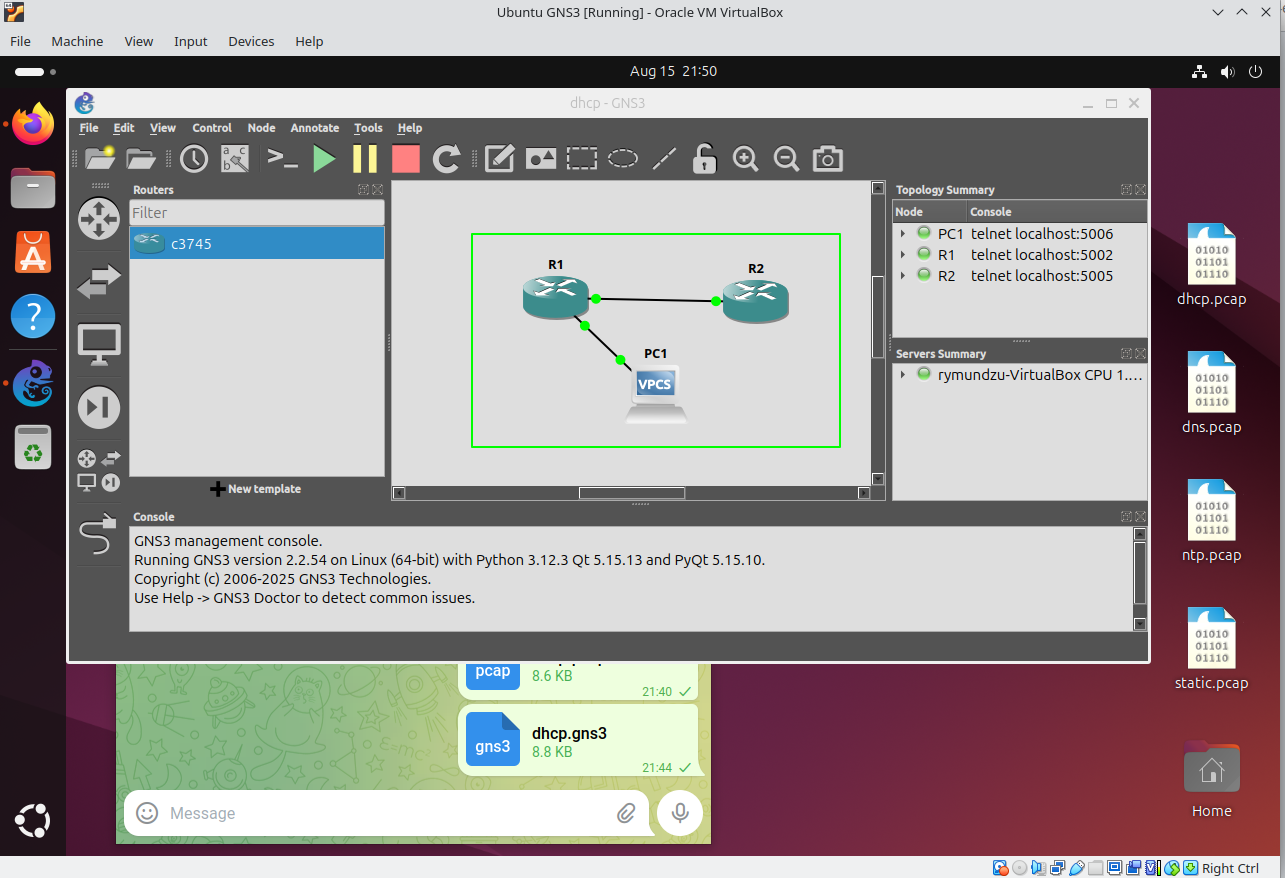 Ubuntu GNS3 [Running] - Oracle VM VirtualBox
File Machine View Input Devices Help
Aug 15 21:50
dhcp - GNS3
File Edit View Control Node Annotate Tools Help
Routers
Filter
c3745
New template
R1
R2
PC1
VPCS
Topology Summary
Node Console
PC1 telnet localhost:5006
R1 telnet localhost:5002
R2 telnet localhost:5005
Servers Summary
rymundzu-VirtualBox CPU 1....
Console
GNS3 management console.
Running GNS3 version 2.2.54 on Linux (64-bit) with Python 3.12.3 Qt 5.15.13 and PyQt 5.15.10.
Copyright (c) 2006-2025 GNS3 Technologies.
Use Help -> GNS3 Doctor to detect common issues.
pcap
8.6 KB
21:40
gns3
dhcp.gns3
8.8 KB
21:44
Message
01010
01101
01110
dhcp.pcap
01010
01101
01110
dns.pcap
01010
01101
01110
ntp.pcap
01010
01101
01110
static.pcap
Home
Right Ctrl